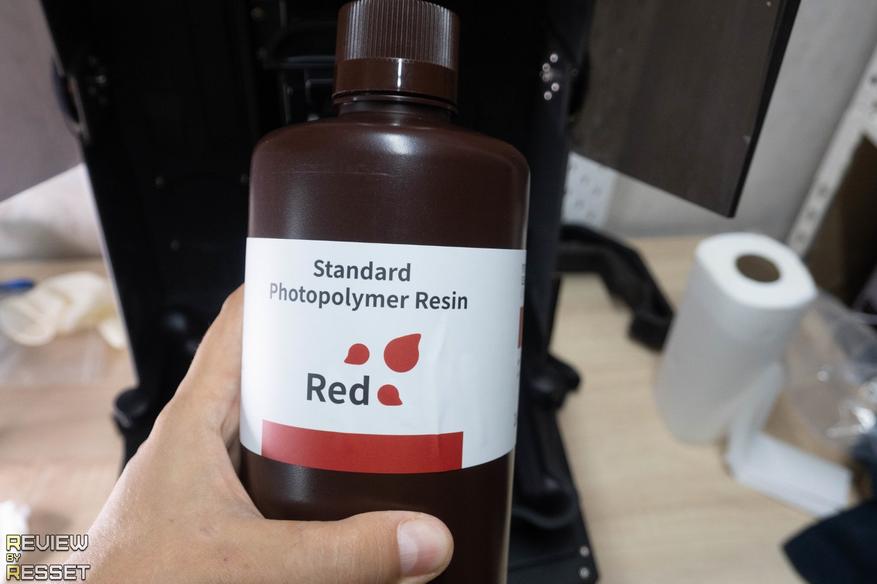 Standard
Photopolymer Resin
Red
REVIEW
BY
RESSET